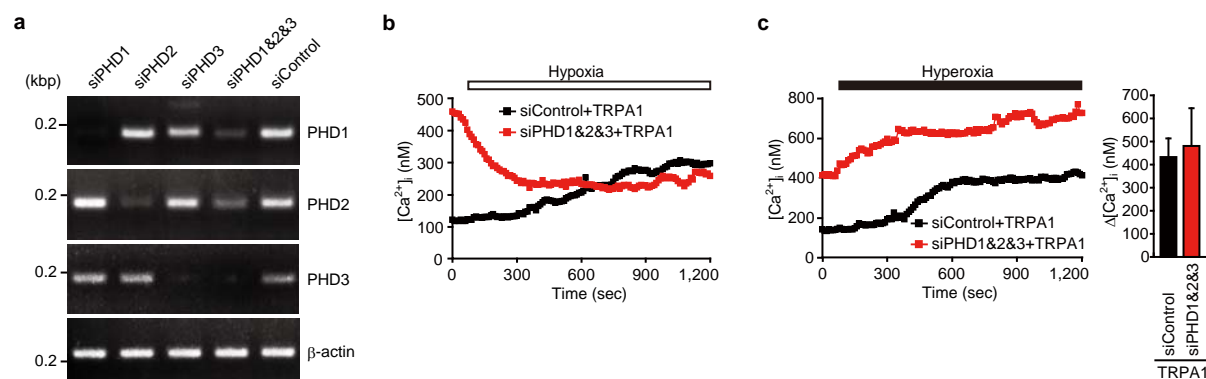 a
(kbp)
siPHD1
siPHD2
siPHD3
siPHD1&2&3
siControl
0.2
PHD1
0.2
PHD2
0.2
PHD3
0.2
β-actin
b
Hypoxia
siControl+TRPA1
siPHD1&2&3+TRPA1
500
400
300
200
100
0
[Ca2+]i (nM)
0 300 600 900 1,200
Time (sec)
c
Hyperoxia
800
600
400
200
0
[Ca2+]i (nM)
siControl+TRPA1
siPHD1&2&3+TRPA1
0 300 600 900 1,200
Time (sec)
700
600
500
400
300
200
100
0
Δ[Ca2+]i (nM)
siControl
siPHD1&2&3
TRPA1